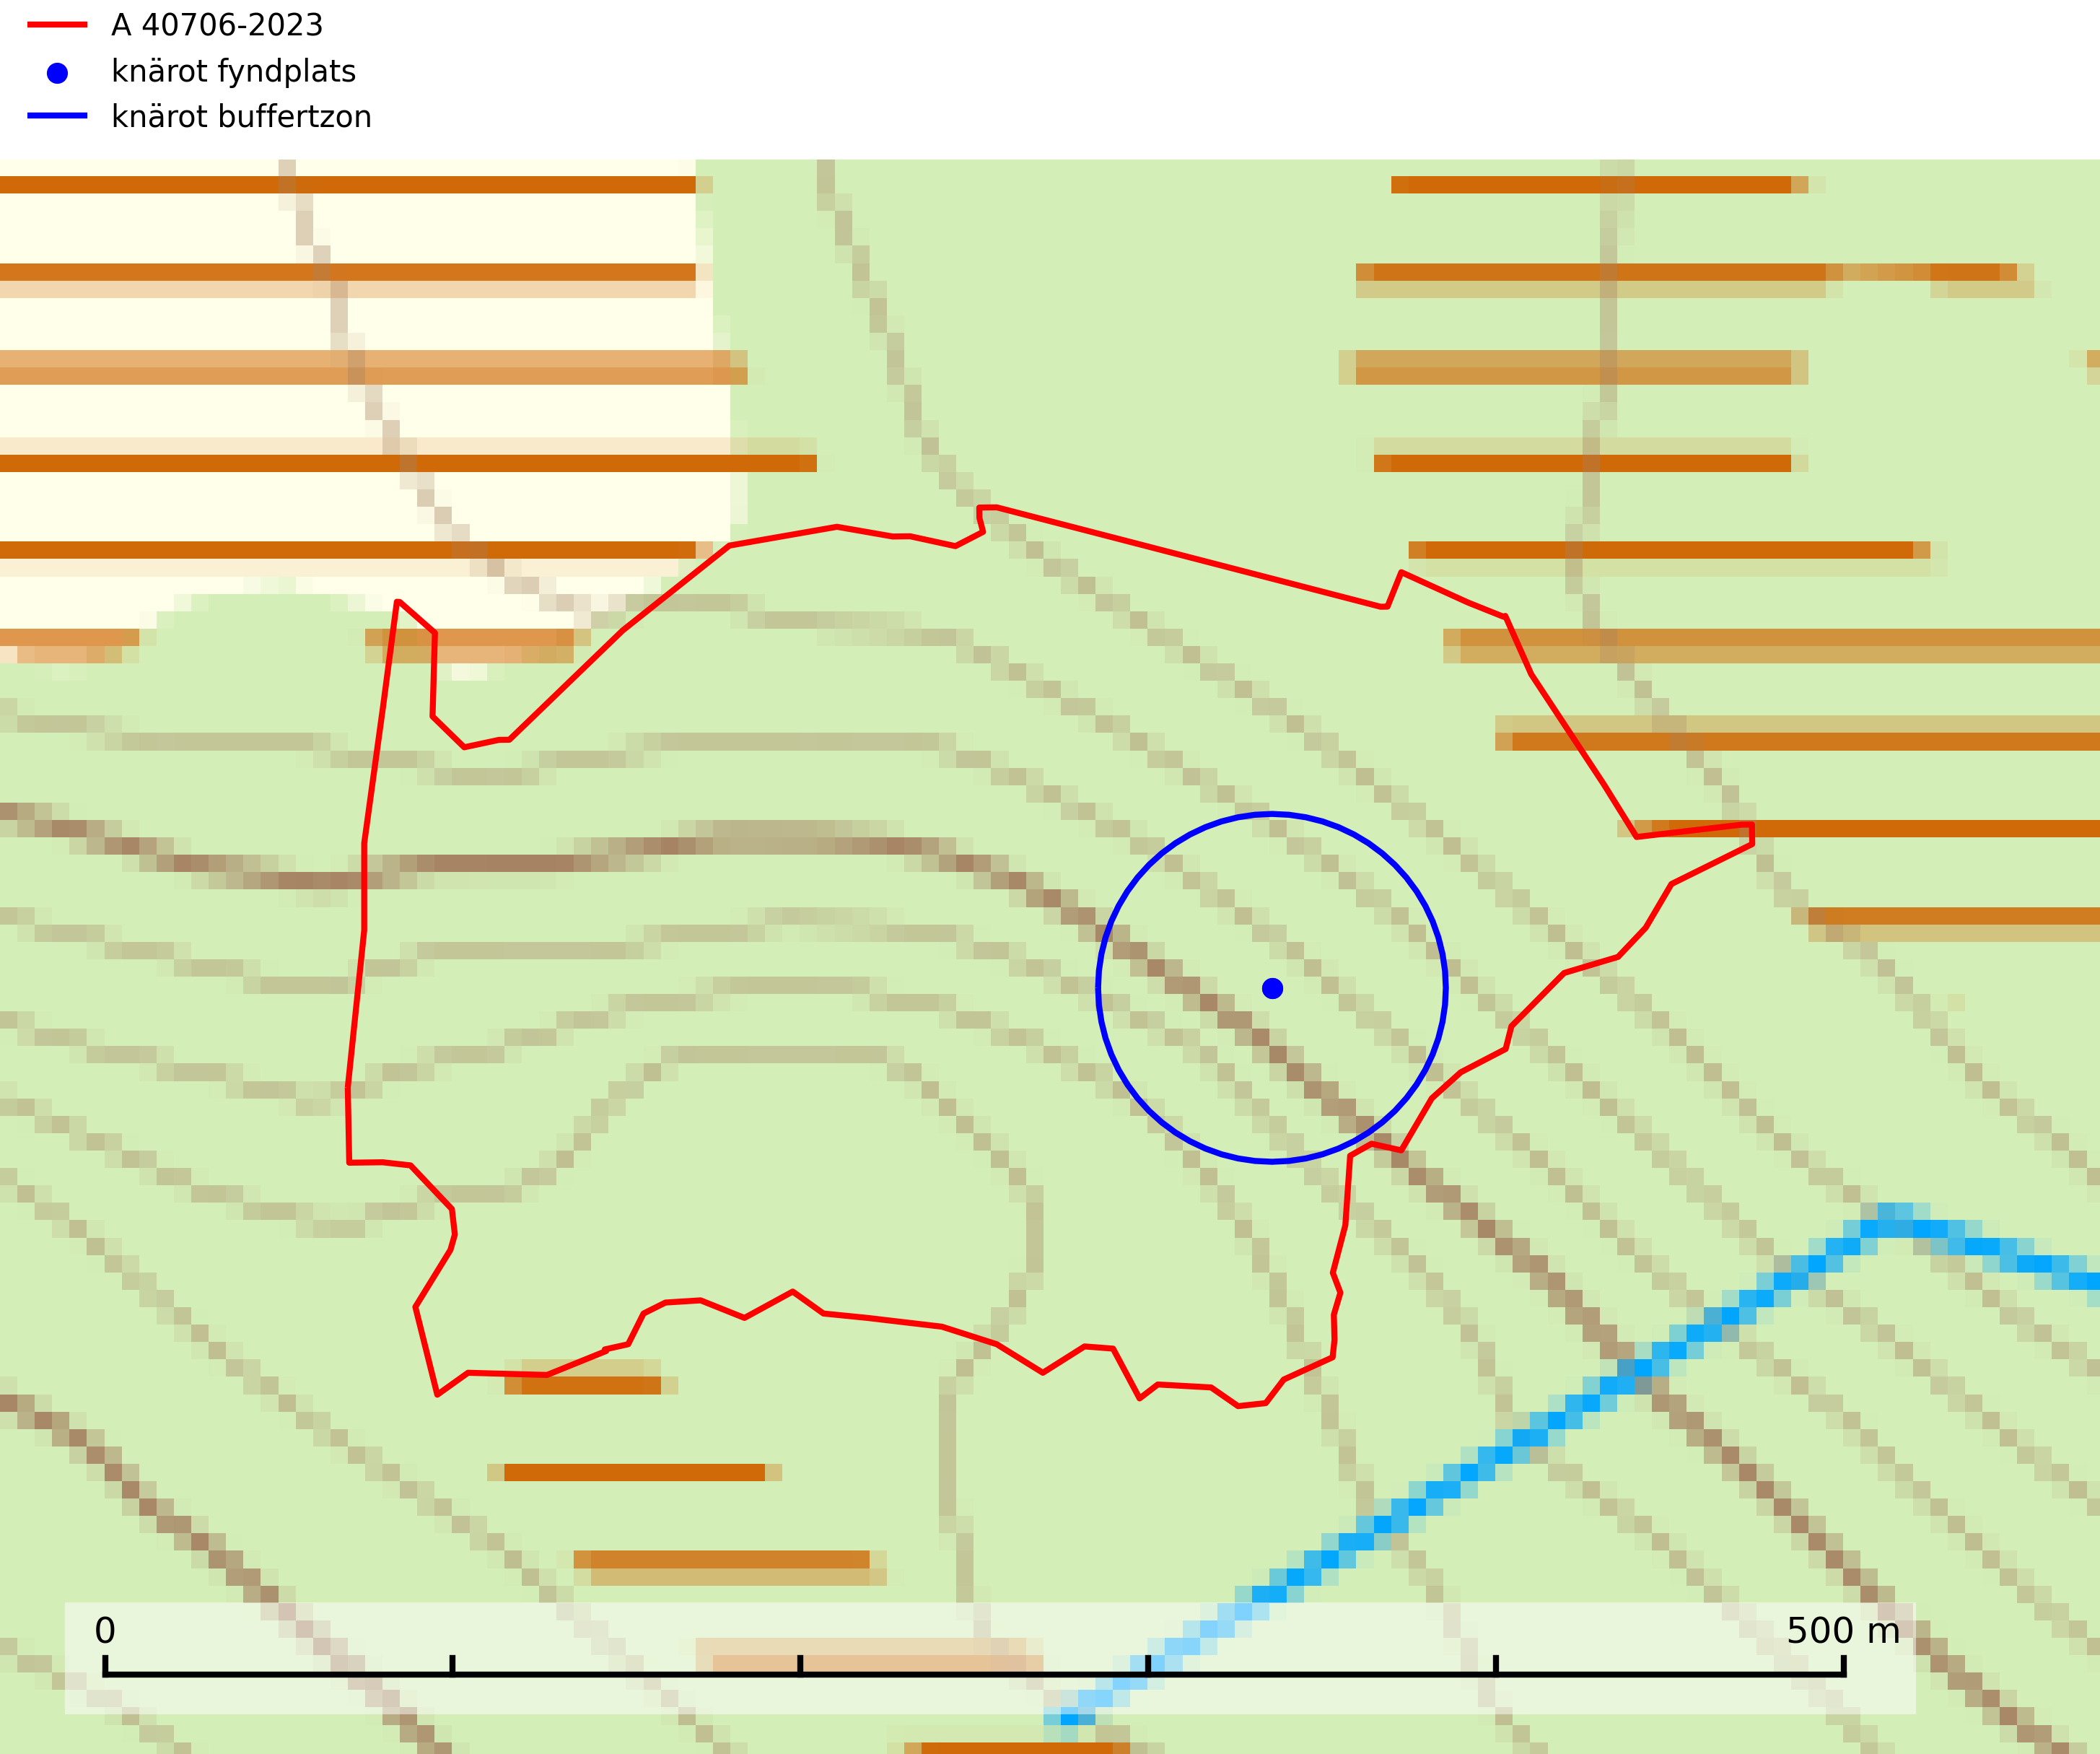 A 40706-2023
knärot fyndplats
knärot buffertzon
0
500 m